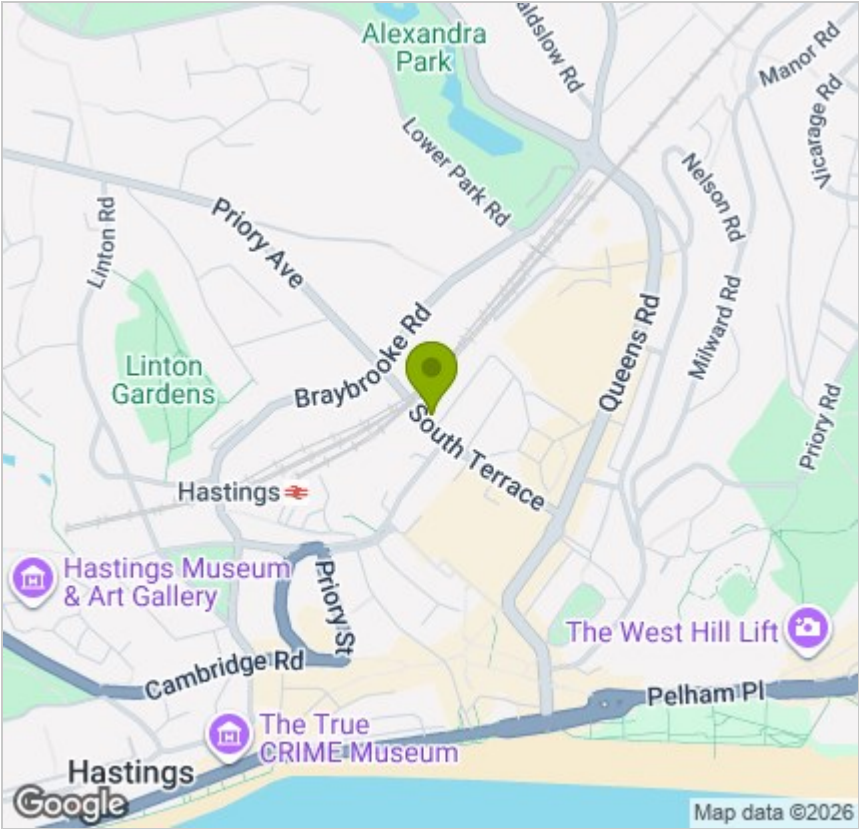 Alexandra
Park
aldslow Rd
Manor Rd
Vicarage Rd
Lower Park Rd
Nelson Rd
Linton Rd
Priory Ave
Milward Rd
Queens Rd
Braybrooke Rd
Linton
Gardens
Priory Rd
South Terrace
Hastings
Hastings Museum
& Art Gallery
Priory St
The West Hill Lift
Cambridge Rd
Pelham Pl
The True
CRIME Museum
Hastings
Google
Map data ©2026